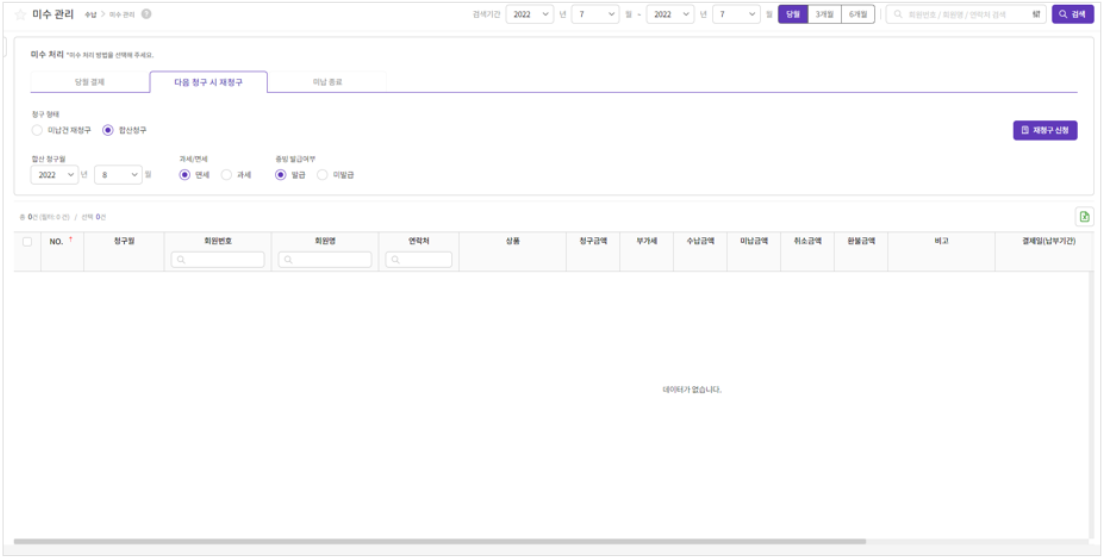 미수 관리 수납 > 미수 관리 ? 검색기간 2022 년 7 월 - 2022 년 7 월 당월 3개월 6개월 회원번호 / 회원명 / 연락처 검색 검색
미수 처리 *미수 처리 방법을 선택해 주세요.
당월 결제 다음 청구 시 재청구 미납 종료
청구 형태
미납건 재청구 합산청구 재청구 신청
합산 청구월 과세/면세 증빙 발급여부
2022 년 8 월 면세 과세 발급 미발급
총 0건 (필터: 0 건) / 선택 0건
NO. 청구월 회원번호 회원명 연락처 상품 청구금액 부가세 수납금액 미납금액 취소금액 환불금액 비고 결제일(납부기간)
데이터가 없습니다.